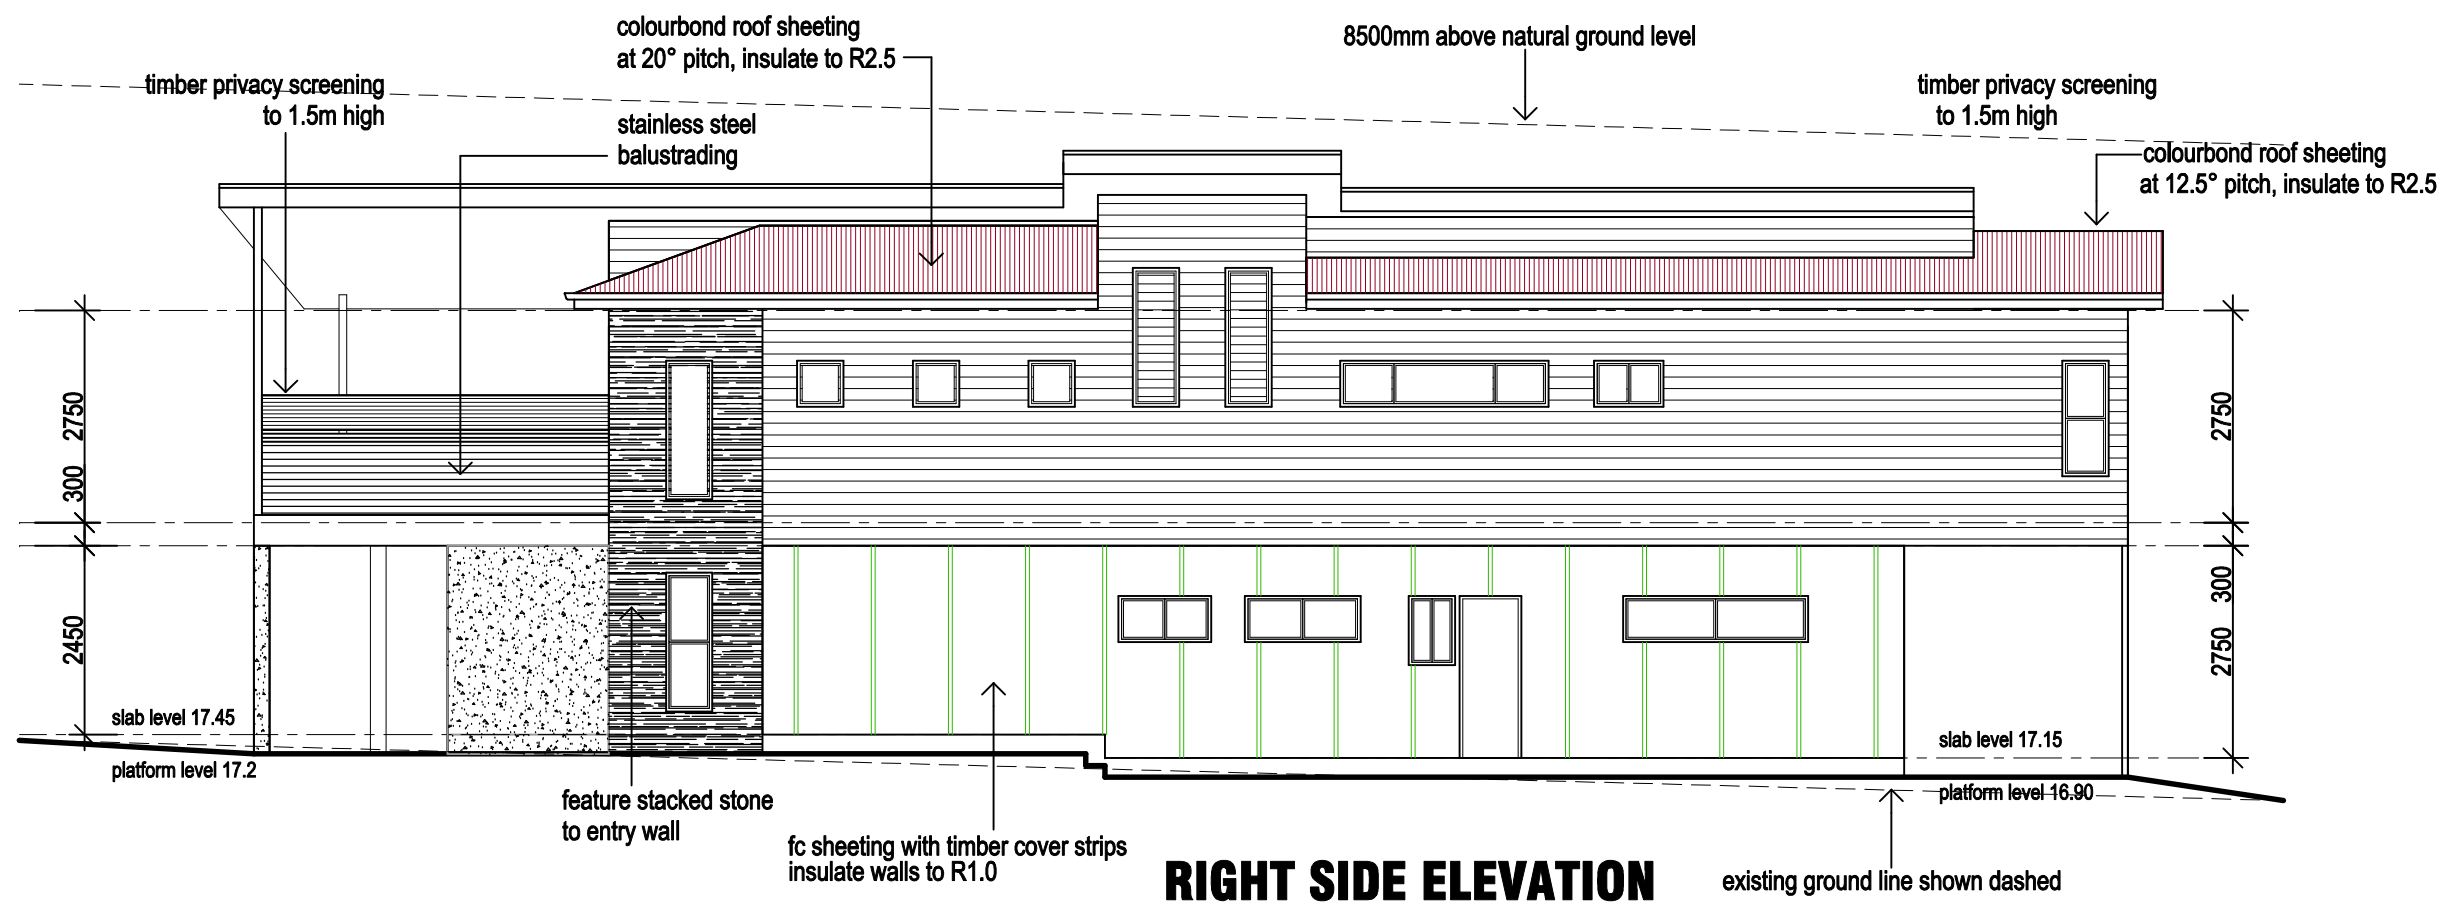 colourbond roof sheeting
at 20° pitch, insulate to R2.5
8500mm above natural ground level
timber privacy screening
to 1.5m high
timber privacy screening
to 1.5m high
stainless steel
balustrading
colourbond roof sheeting
at 12.5° pitch, insulate to R2.5
2750
300
2450
2750
300
2750
slab level 17.45
platform level 17.2
slab level 17.15
platform level 16.90
feature stacked stone
to entry wall
fc sheeting with timber cover strips
insulate walls to R1.0
RIGHT SIDE ELEVATION
existing ground line shown dashed